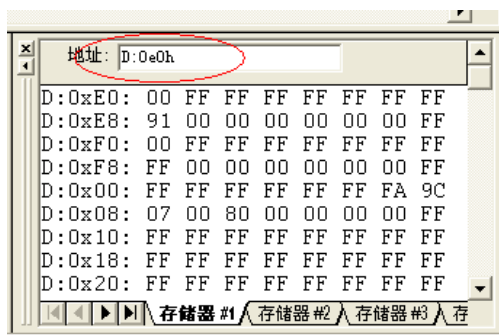 地址: D:0e0h
D:0xE0: 00 FF FF FF FF FF FF FF
D:0xE8: 91 00 00 00 00 00 00 FF
D:0xF0: 00 FF FF FF FF FF FF FF
D:0xF8: FF 00 00 00 00 00 00 FF
D:0x00: FF FF FF FF FF FF FA 9C
D:0x08: 07 00 80 00 00 00 00 FF
D:0x10: FF FF FF FF FF FF FF FF
D:0x18: FF FF FF FF FF FF FF FF
D:0x20: FF FF FF FF FF FF FF FF
存储器 #1 存储器 #2 存储器 #3 存